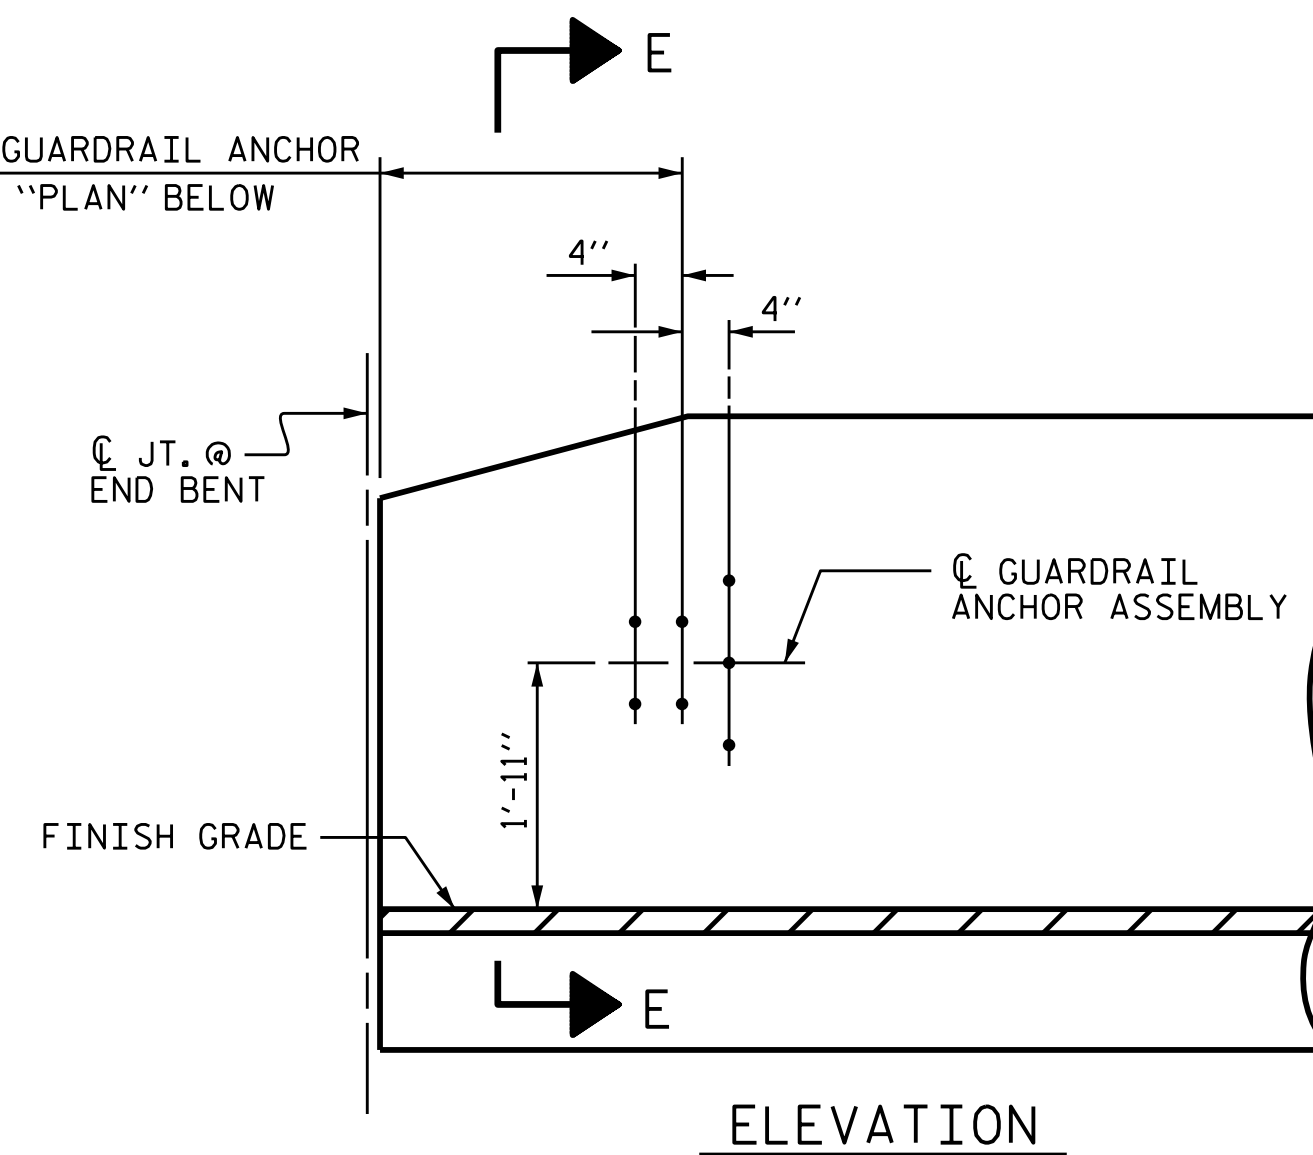 E
GUARDRAIL ANCHOR
"PLAN" BELOW
4"
4"
℄ JT. @
END BENT
℄ GUARDRAIL
ANCHOR ASSEMBLY
1'-11"
FINISH GRADE
E
ELEVATION